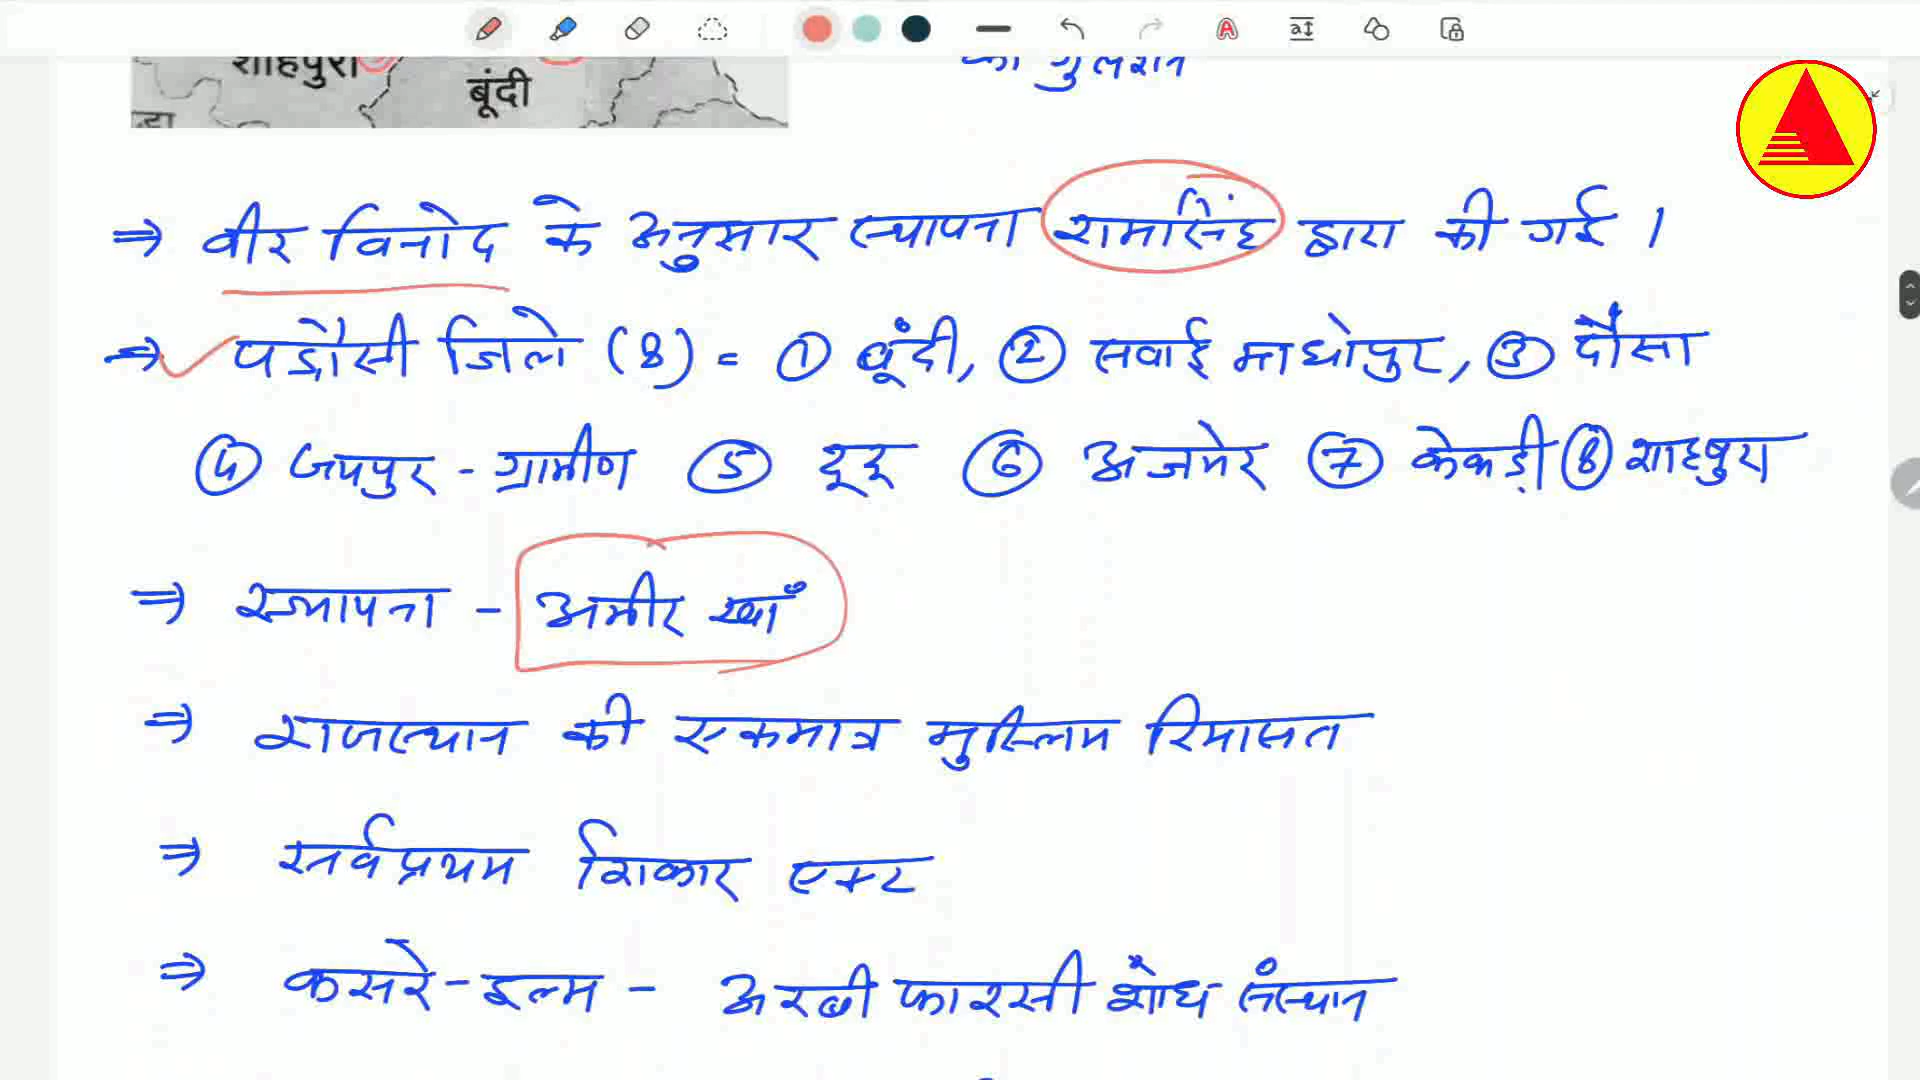 शाहपुरा
बूंदी
का गुलशन
⇒ वीर विनोद के अनुसार स्थापना रामसिंह द्वारा की गई ।
⇒ पड़ौसी जिले (8) = ① बूंदी, ② सवाई माधोपुर, ③ दौसा
④ जयपुर - ग्रामीण ⑤ दूदू ⑥ अजमेर ⑦ केकड़ी ⑧ शाहपुरा
⇒ स्थापना - अमीर खाँ
⇒ राजस्थान की एकमात्र मुस्लिम रियासत
⇒ सर्वप्रथम शिकार एक्ट
⇒ कसरे-इल्म - अरबी फारसी शोध संस्थान